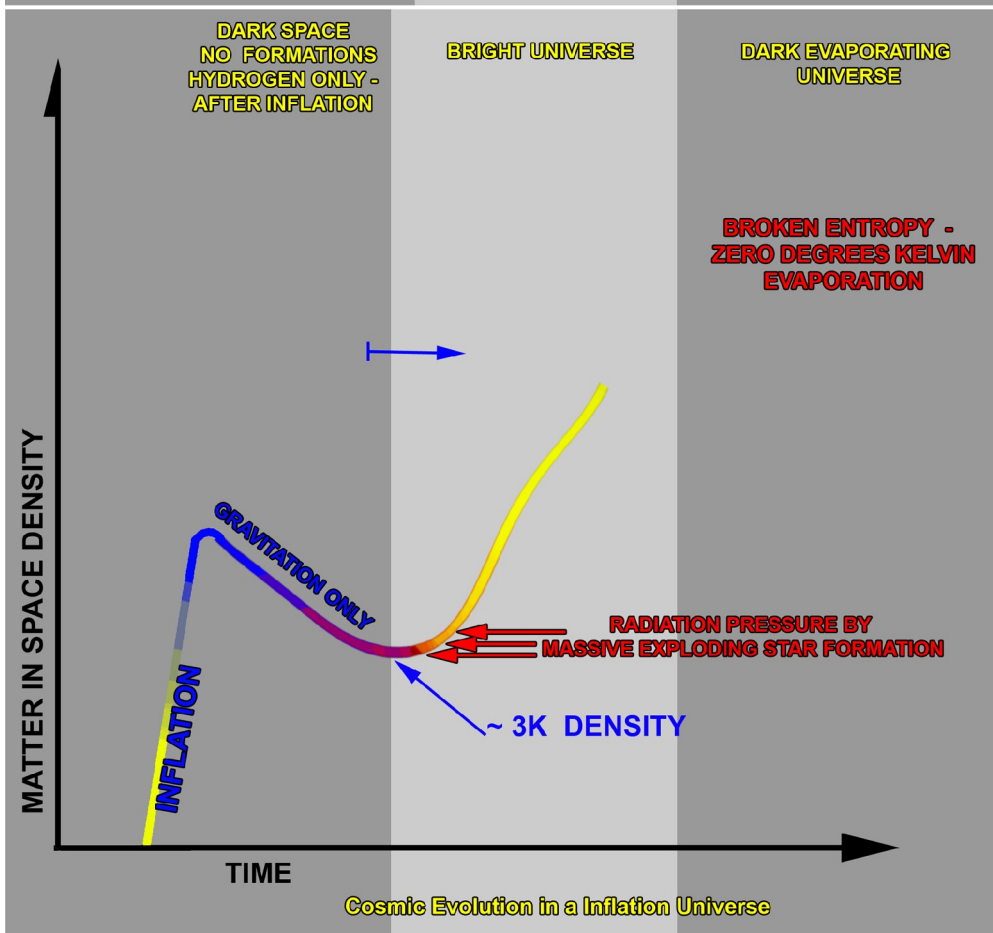 DARK SPACE
NO FORMATIONS
HYDROGEN ONLY -
AFTER INFLATION
BRIGHT UNIVERSE
DARK EVAPORATING
UNIVERSE
BROKEN ENTROPY -
ZERO DEGREES KELVIN
EVAPORATION
MATTER IN SPACE DENSITY
GRAVITATION ONLY
INFLATION
RADIATION PRESSURE BY
MASSIVE EXPLODING STAR FORMATION
~ 3K DENSITY
TIME
Cosmic Evolution in a Inflation Universe